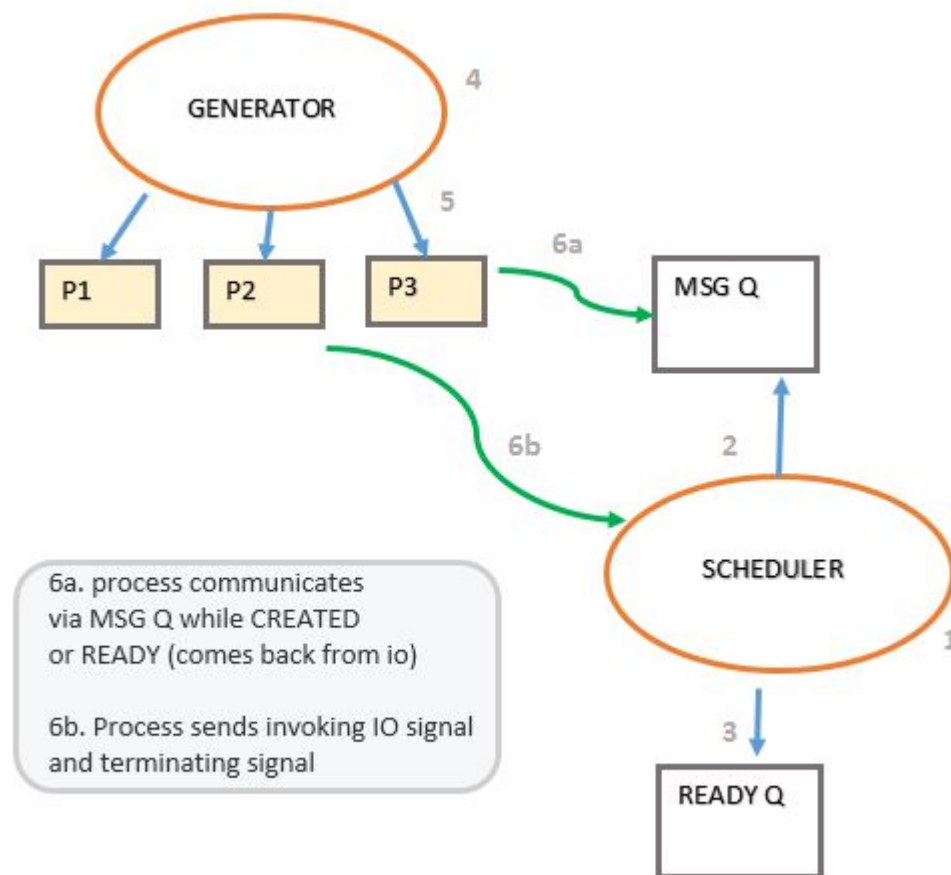 GENERATOR
4
5
P1
P2
P3
6a
MSG Q
6b
2
SCHEDULER
1
3
READY Q
6a. process communicates
via MSG Q while CREATED
or READY (comes back from io)
6b. Process sends invoking IO signal
and terminating signal